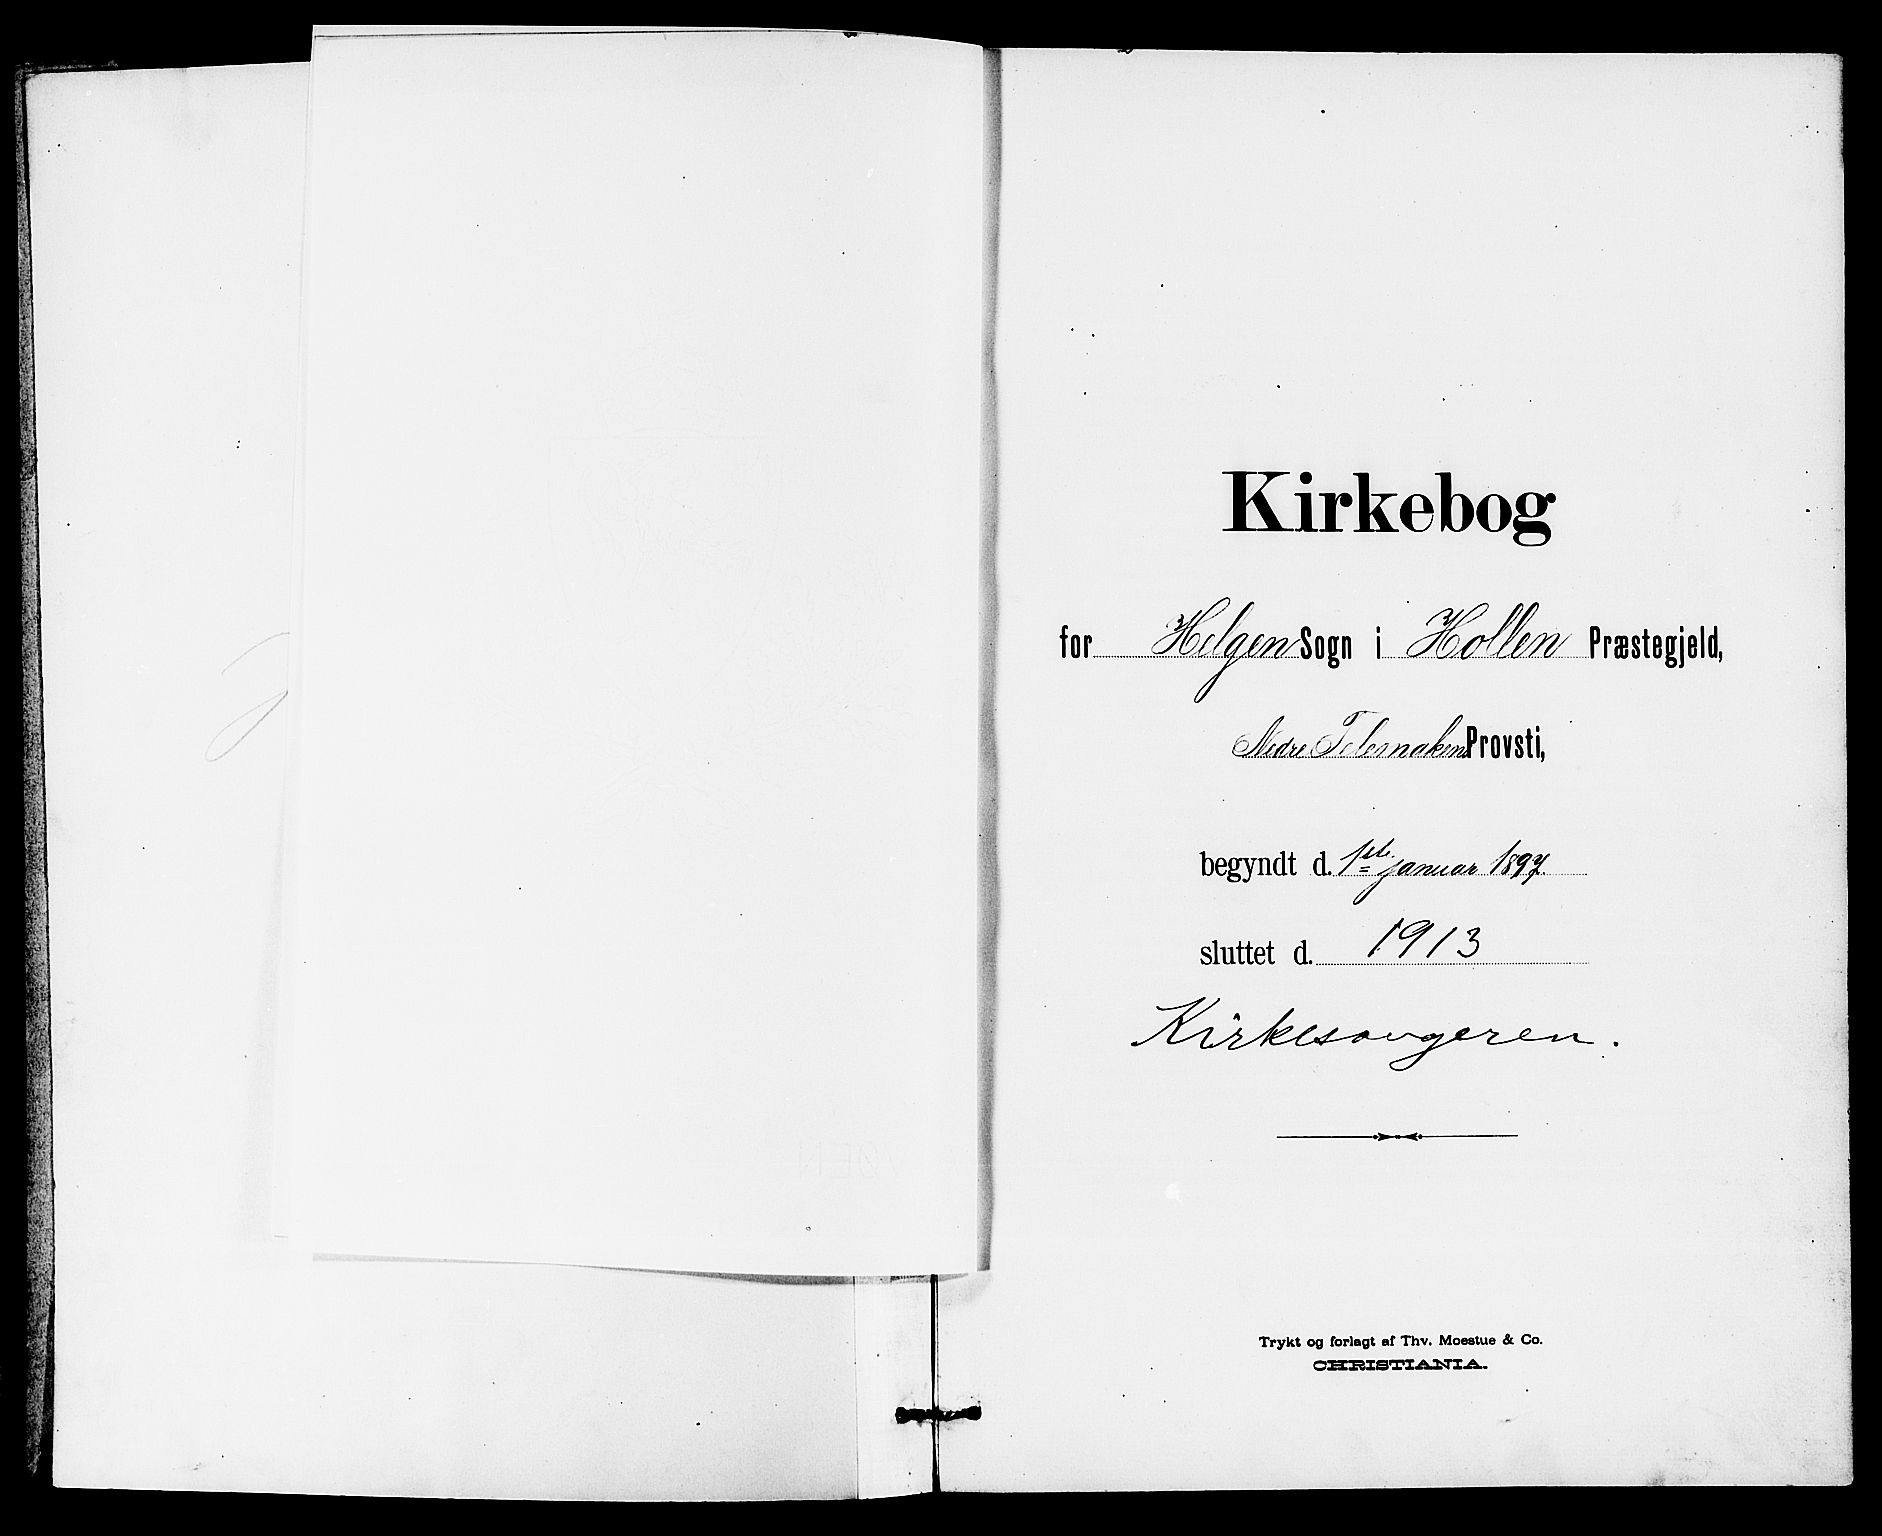 Kirkebog
for Helgen Sogn i Hollen Præstegjeld,
Nedre Telemaken Provsti,
begyndt d. 1ste januar 1897.
sluttet d. 1913
Kirkesangeren.
Trykt og forlagt af Thv. Moestue & Co.
CHRISTIANIA.